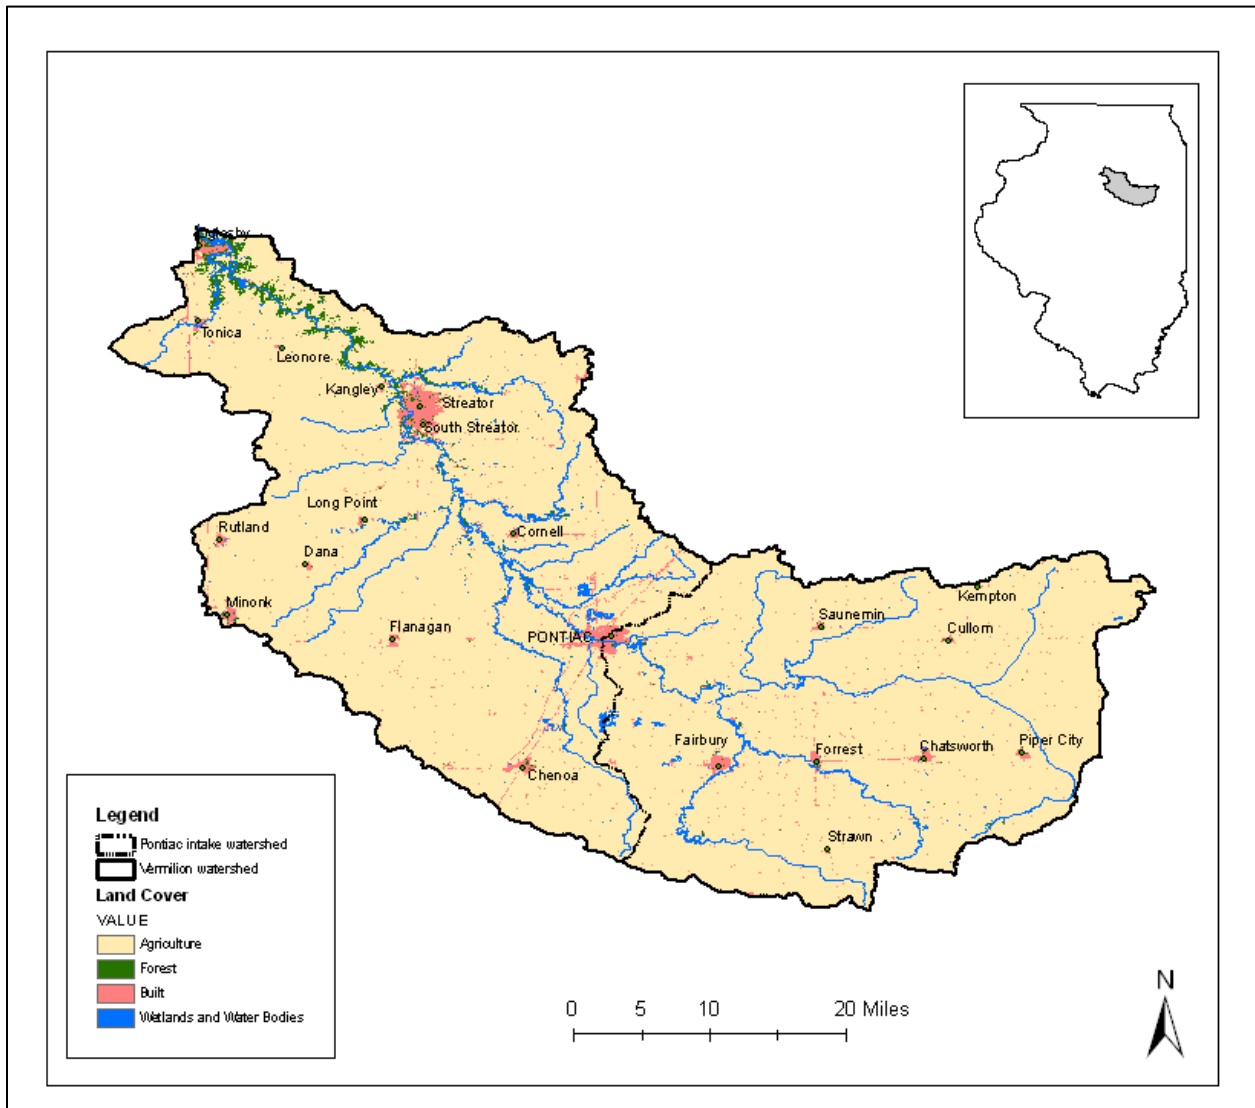 Tonica
Leonore
Kangley
Streator
South Streator
Long Point
Rutland
Cornell
Dana
Minonk
Flanagan
PONTIAC
Saunemin
Kempton
Cullom
Fairbury
Forrest
Chatsworth
Piper City
Chenoa
Strawn
Legend
Pontiac intake watershed
Vermilion watershed
Land Cover
VALUE
Agriculture
Forest
Built
Wetlands and Water Bodies
0 5 10 20 Miles
N